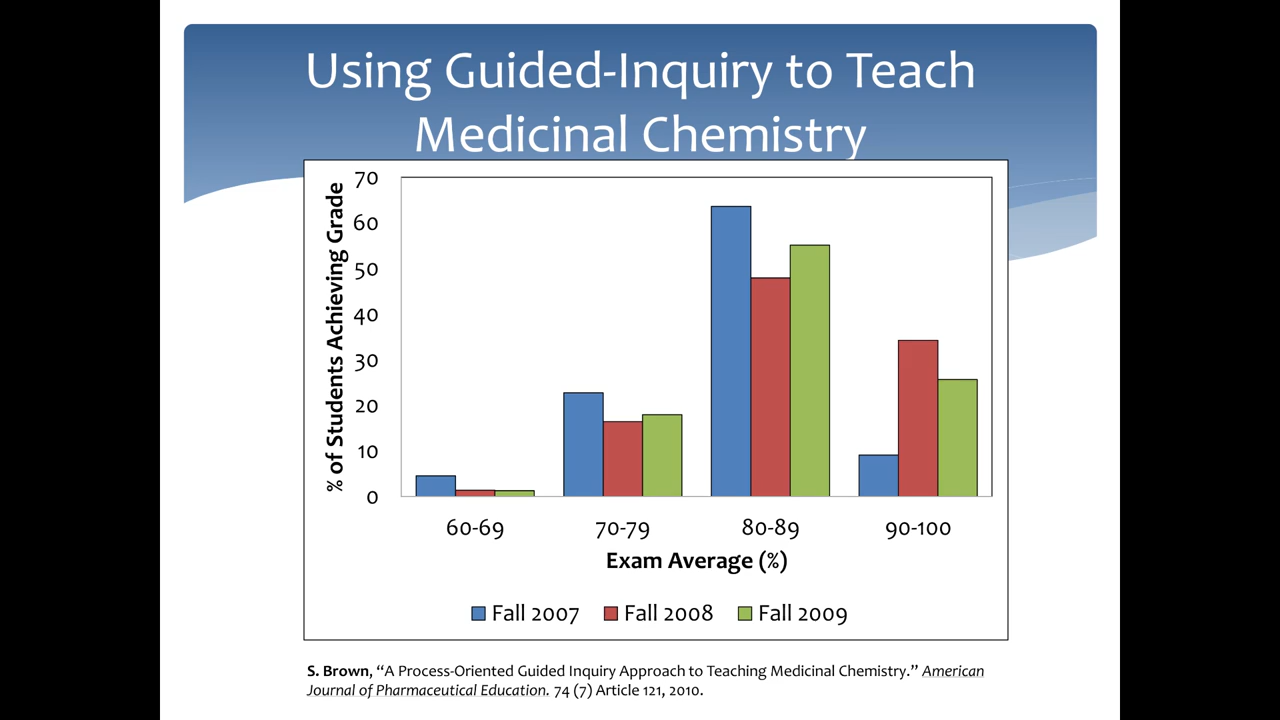 Using Guided-Inquiry to Teach
Medicinal Chemistry
% of Students Achieving Grade
70
60
50
40
30
20
10
0
60-69
70-79
80-89
90-100
Exam Average (%)
Fall 2007
Fall 2008
Fall 2009
S. Brown, “A Process-Oriented Guided Inquiry Approach to Teaching Medicinal Chemistry.” American
Journal of Pharmaceutical Education. 74 (7) Article 121, 2010.